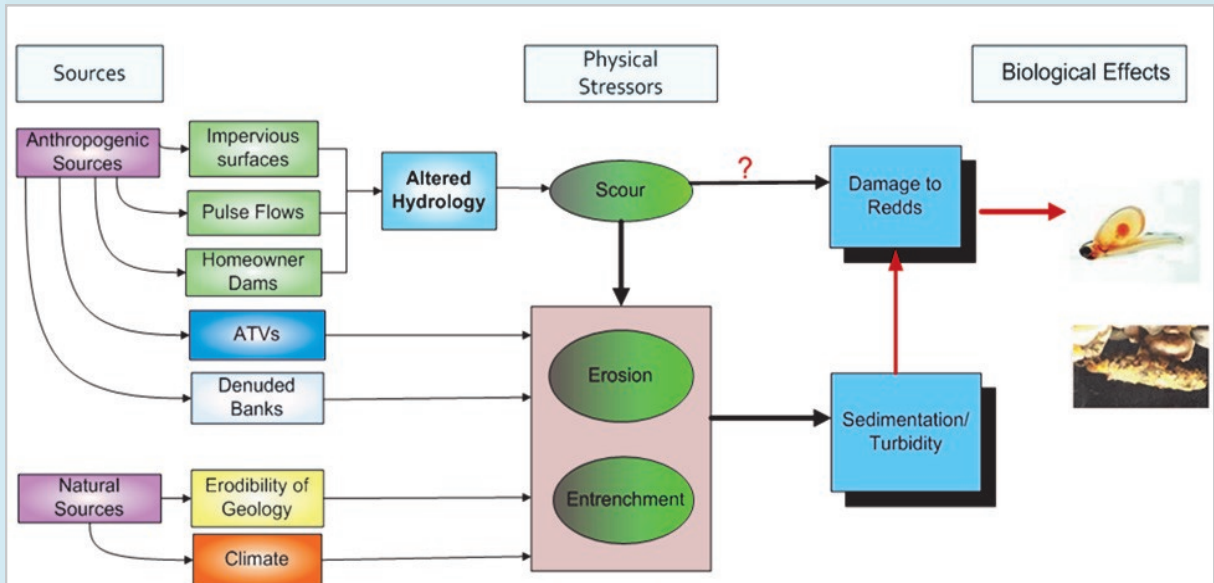 Sources
Physical
Stressors
Biological Effects
Anthropogenic
Sources
Impervious
surfaces
Pulse Flows
Homeowner
Dams
Altered
Hydrology
Scour
?
Damage to
Redds
ATVs
Denuded
Banks
Erosion
Entrenchment
Sedimentation/
Turbidity
Natural
Sources
Erodibility of
Geology
Climate